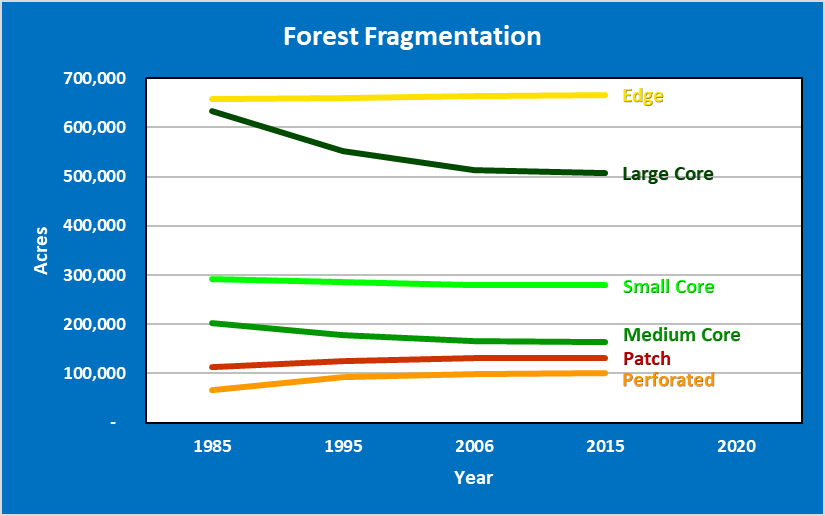 Forest Fragmentation
700,000
600,000
500,000
400,000
300,000
200,000
100,000
-
Acres
Edge
Large Core
Small Core
Medium Core
Patch
Perforated
1985 1995 2006 2015 2020
Year